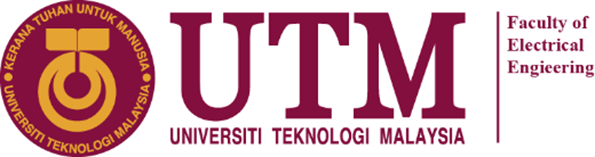 KERANA TUHAN UNTUK MANUSIA
• UNIVERSITI TEKNOLOGI MALAYSIA •
UTM
UNIVERSITI TEKNOLOGI MALAYSIA
Faculty of
Electrical
Engieering